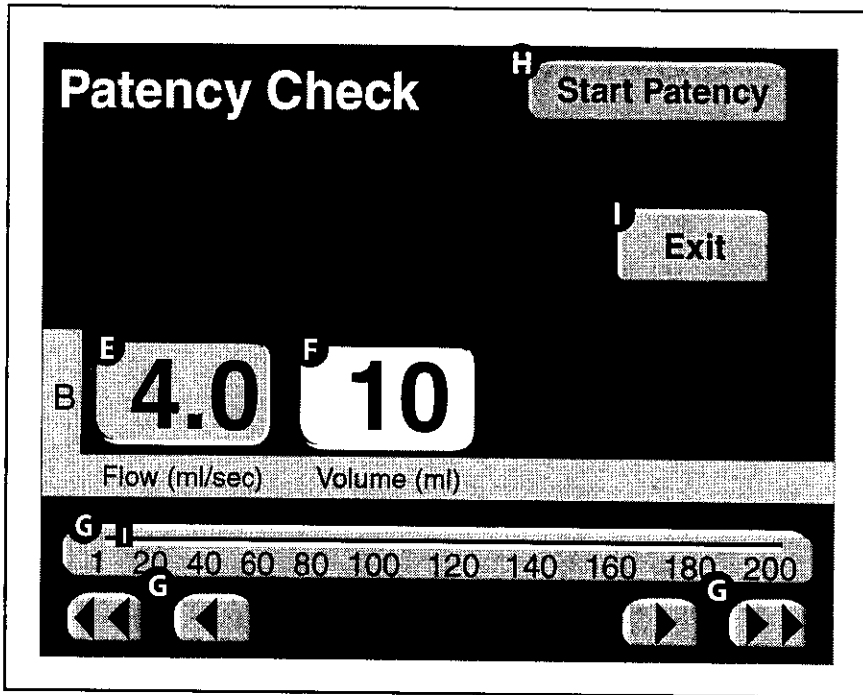 H
Patency Check
Start Patency
I
Exit
E
F
B
4.0
10
Flow (ml/sec)
Volume (ml)
G
1 20 40 60 80 100 120 140 160 180 200
G
G